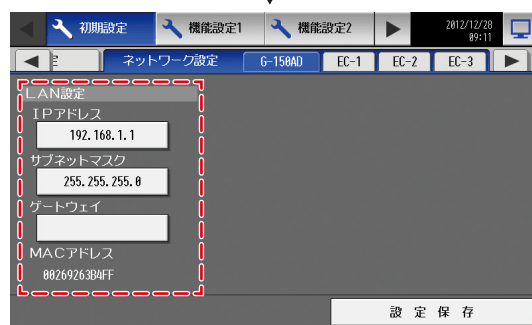 初期設定 機能設定1 機能設定2 2012/12/28
09:11
ネットワーク設定 G-150AD EC-1 EC-2 EC-3
LAN設定
IPアドレス
192.168.1.1
サブネットマスク
255.255.255.0
ゲートウェイ
MACアドレス
00269263B4FF
設定保存